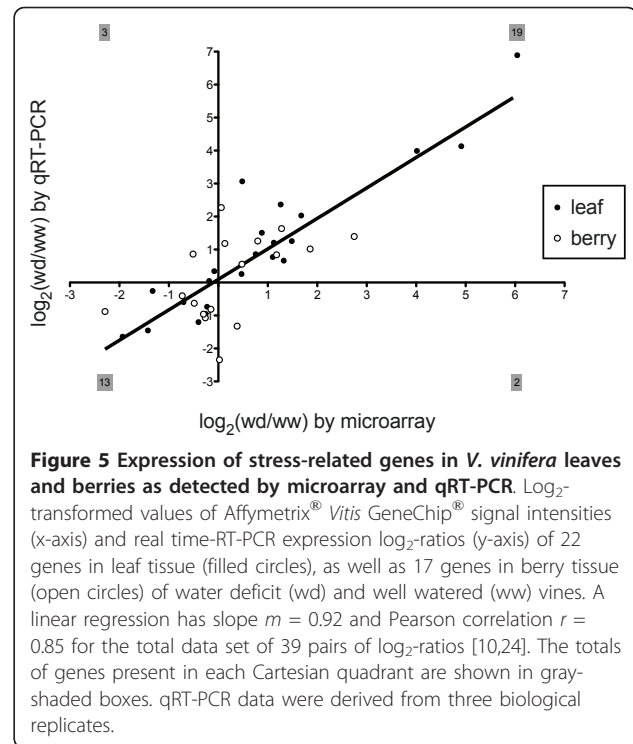 3
19
7
6
5
4
3
2
1
0
-1
-2
-3
-3 -2 -1 0 1 2 3 4 5 6 7
log2(wd/ww) by qRT-PCR
leaf
berry
13
2
log2(wd/ww) by microarray
Figure 5 Expression of stress-related genes in V. vinifera leaves
and berries as detected by microarray and qRT-PCR. Log2-
transformed values of Affymetrix® Vitis GeneChip® signal intensities
(x-axis) and real time-RT-PCR expression log2-ratios (y-axis) of 22
genes in leaf tissue (filled circles), as well as 17 genes in berry tissue
(open circles) of water deficit (wd) and well watered (ww) vines. A
linear regression has slope m = 0.92 and Pearson correlation r =
0.85 for the total data set of 39 pairs of log2-ratios [10,24]. The totals
of genes present in each Cartesian quadrant are shown in gray-
shaded boxes. qRT-PCR data were derived from three biological
replicates.